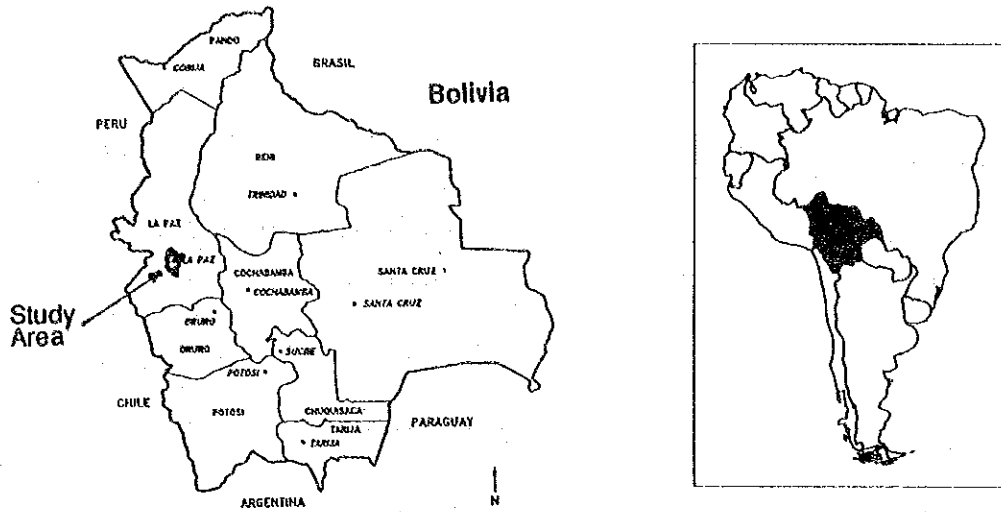 PANDO
COBIJA
BRASIL
Bolivia
PERU
BENI
TRINIDAD
LA PAZ
LA PAZ
COCHABAMBA
COCHABAMBA
SANTA CRUZ
SANTA CRUZ
Study
Area
ORURO
ORURO
SUCRE
POTOSI
CHILE
POTOSI
CHUQUISACA
PARAGUAY
TARIJA
TARIJA
ARGENTINA
N